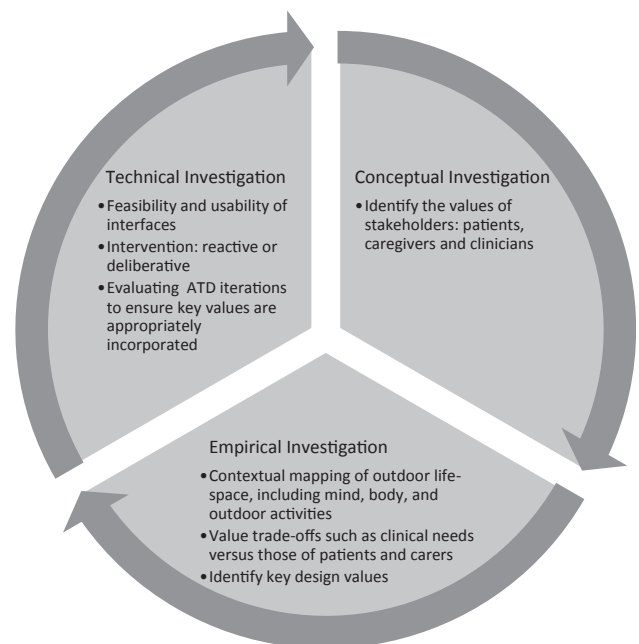 Technical Investigation
•Feasibility and usability of
interfaces
•Intervention: reactive or
deliberative
•Evaluating ATD iterations
to ensure key values are
appropriately
incorporated
Conceptual Investigation
•Identify the values of
stakeholders: patients,
caregivers and clinicians
Empirical Investigation
•Contextual mapping of outdoor life-
space, including mind, body, and
outdoor activities
•Value trade-offs such as clinical needs
versus those of patients and carers
•Identify key design values